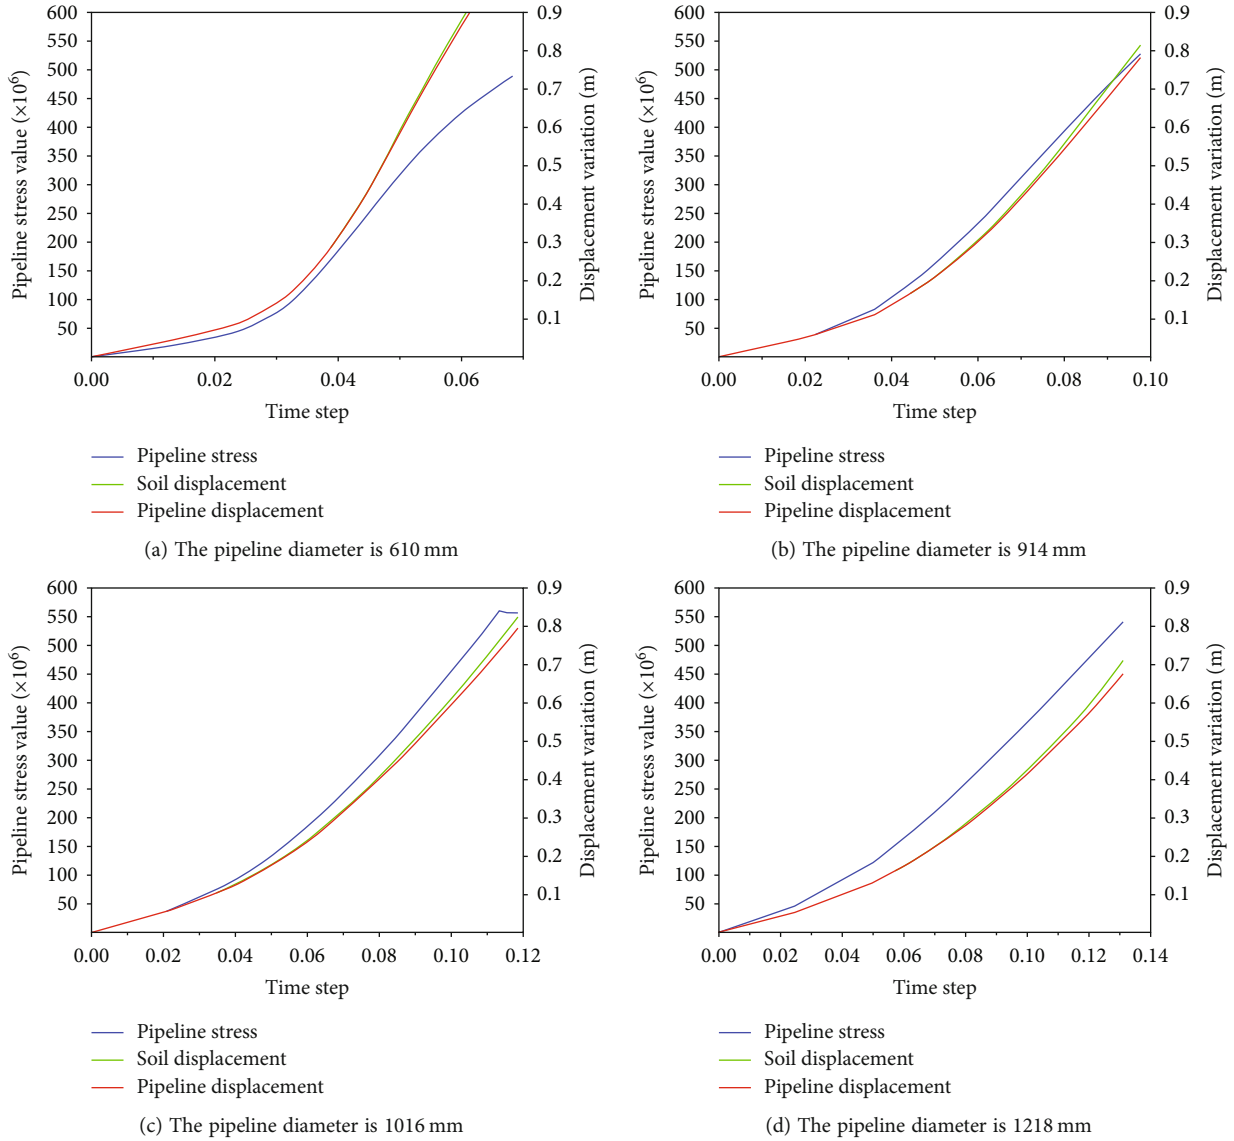 600
550
500
450
400
350
300
250
200
150
100
50
Pipeline stress value (×10⁶)
0.9
0.8
0.7
0.6
0.5
0.4
0.3
0.2
0.1
Displacement variation (m)
0.00 0.02 0.04 0.06
Time step
Pipeline stress
Soil displacement
Pipeline displacement
(a) The pipeline diameter is 610 mm
600
550
500
450
400
350
300
250
200
150
100
50
Pipeline stress value (×10⁶)
0.9
0.8
0.7
0.6
0.5
0.4
0.3
0.2
0.1
Displacement variation (m)
0.00 0.02 0.04 0.06 0.08 0.10
Time step
Pipeline stress
Soil displacement
Pipeline displacement
(b) The pipeline diameter is 914 mm
600
550
500
450
400
350
300
250
200
150
100
50
Pipeline stress value (×10⁶)
0.9
0.8
0.7
0.6
0.5
0.4
0.3
0.2
0.1
Displacement variation (m)
0.00 0.02 0.04 0.06 0.08 0.10 0.12
Time step
Pipeline stress
Soil displacement
Pipeline displacement
(c) The pipeline diameter is 1016 mm
600
550
500
450
400
350
300
250
200
150
100
50
Pipeline stress value (×10⁶)
0.9
0.8
0.7
0.6
0.5
0.4
0.3
0.2
0.1
Displacement variation (m)
0.00 0.02 0.04 0.06 0.08 0.10 0.12 0.14
Time step
Pipeline stress
Soil displacement
Pipeline displacement
(d) The pipeline diameter is 1218 mm